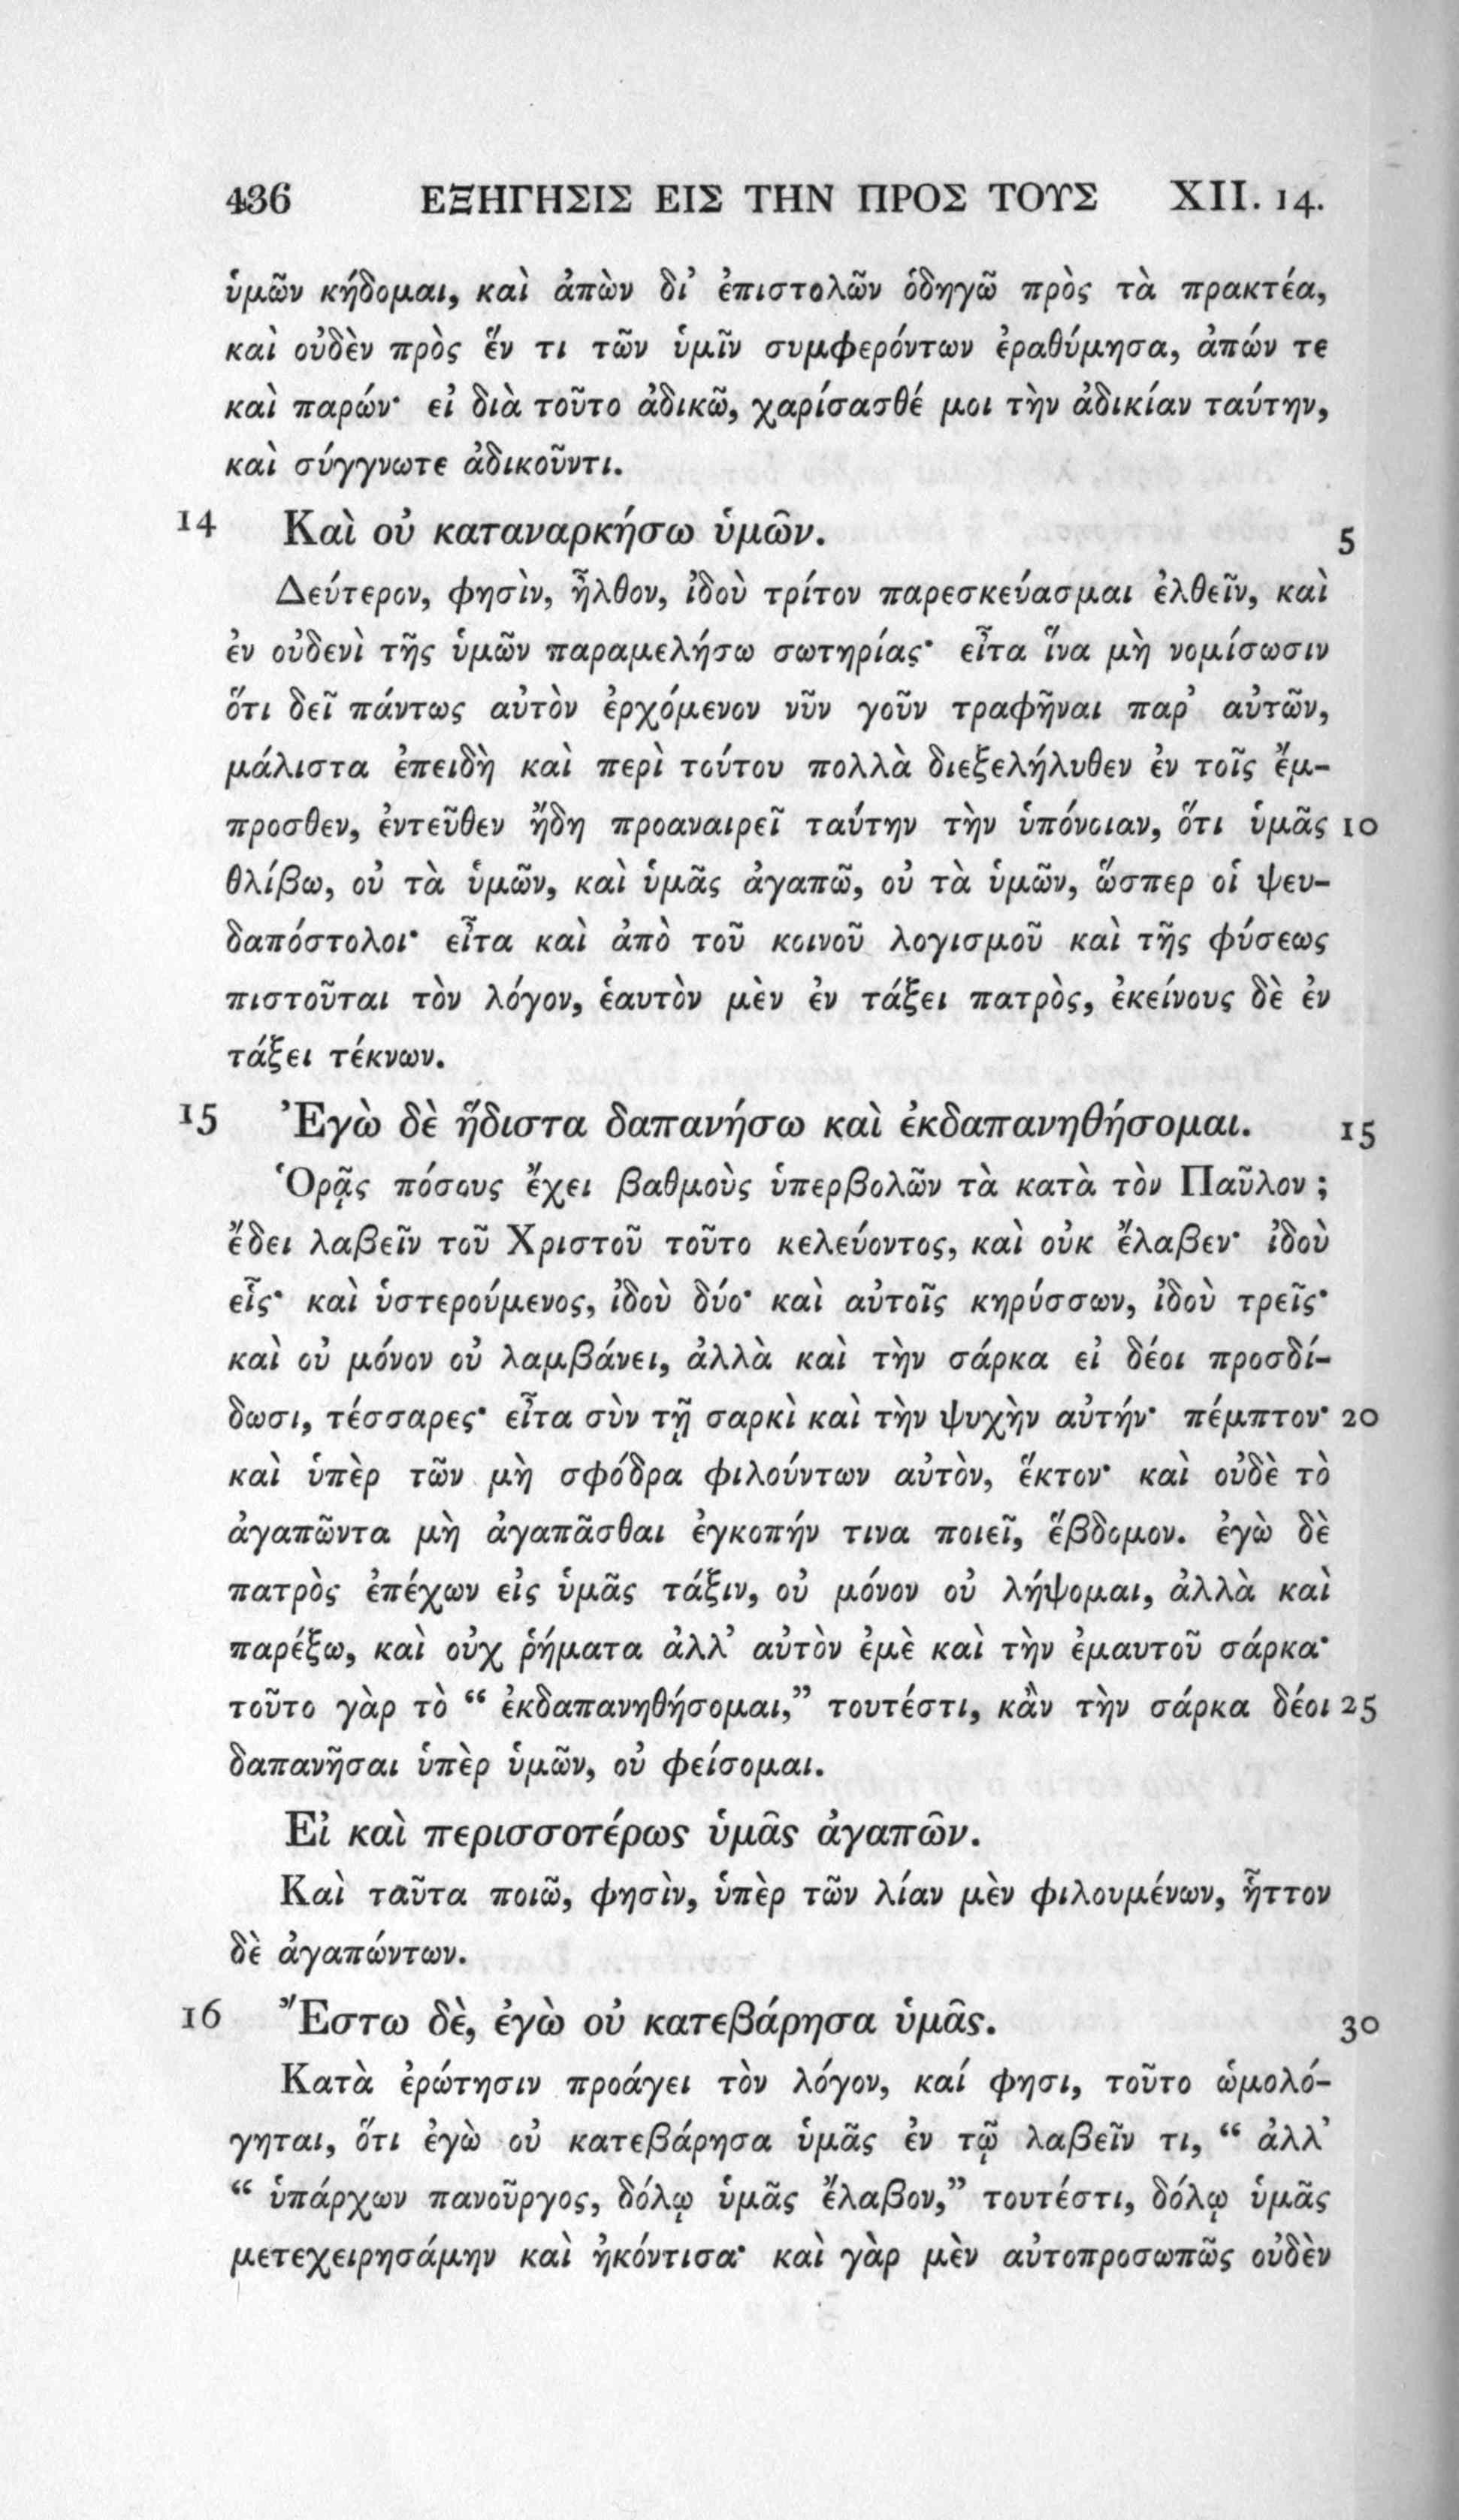 436 ΕΞΗΓΗΣΙΣ ΕΙΣ ΤΗΝ ΠΡΟΣ ΤΟΥΣ XII. 14.
ὑμῶν κήδομαι, καὶ ἀπὼν δι’ ἐπιστολῶν ὁδηγῶ πρὸς τὰ πρακτέα,
καὶ οὐδὲν πρὸς ἕν τι τῶν ὑμῖν συμφερόντων ἐραθύμησα, ἀπών τε
καὶ παρών· εἰ διὰ τοῦτο ἀδικῶ, χαρίσασθέ μοι τὴν ἀδικίαν ταύτην,
καὶ σύγγνωτε ἀδικοῦντι.
14 Καὶ οὐ καταναρκήσω ὑμῶν. 5
Δεύτερον, φησὶν, ἦλθον, ἰδοὺ τρίτον παρεσκεύασμαι ἐλθεῖν, καὶ
ἐν οὐδενὶ τῆς ὑμῶν παραμελήσω σωτηρίας· εἶτα ἵνα μὴ νομίσωσιν
ὅτι δεῖ πάντως αὐτὸν ἐρχόμενον νῦν γοῦν τραφῆναι παρ’ αὐτῶν,
μάλιστα ἐπειδὴ καὶ περὶ τούτου πολλὰ διεξελήλυθεν ἐν τοῖς ἔμ-
προσθεν, ἐντεῦθεν ἤδη προαναιρεῖ ταύτην τὴν ὑπόνοιαν, ὅτι ὑμᾶς 10
θλίβω, οὐ τὰ ὑμῶν, καὶ ὑμᾶς ἀγαπῶ, οὐ τὰ ὑμῶν, ὥσπερ οἱ ψευ-
δαπόστολοι· εἶτα καὶ ἀπὸ τοῦ κοινοῦ λογισμοῦ καὶ τῆς φύσεως
πιστοῦται τὸν λόγον, ἑαυτὸν μὲν ἐν τάξει πατρὸς, ἐκείνους δὲ ἐν
τάξει τέκνων.
15 Ἐγὼ δὲ ἥδιστα δαπανήσω καὶ ἐκδαπανηθήσομαι. 15
Ὁρᾷς πόσους ἔχει βαθμοὺς ὑπερβολῶν τὰ κατὰ τὸν Παῦλον ;
ἔδει λαβεῖν τοῦ Χριστοῦ τοῦτο κελεύοντος, καὶ οὐκ ἔλαβεν· ἰδοὺ
εἷς· καὶ ὑστερούμενος, ἰδοὺ δύο· καὶ αὐτοῖς κηρύσσων, ἰδοὺ τρεῖς·
καὶ οὐ μόνον οὐ λαμβάνει, ἀλλὰ καὶ τὴν σάρκα εἰ δέοι προσδί-
δωσι, τέσσαρες· εἶτα σὺν τῇ σαρκὶ καὶ τὴν ψυχὴν αὐτήν· πέμπτον· 20
καὶ ὑπὲρ τῶν μὴ σφόδρα φιλούντων αὐτὸν, ἕκτον· καὶ οὐδὲ τὸ
ἀγαπῶντα μὴ ἀγαπᾶσθαι ἐγκοπήν τινα ποιεῖ, ἕβδομον. ἐγὼ δὲ
πατρὸς ἐπέχων εἰς ὑμᾶς τάξιν, οὐ μόνον οὐ λήψομαι, ἀλλὰ καὶ
παρέξω, καὶ οὐχ ῥήματα ἀλλ’ αὐτὸν ἐμὲ καὶ τὴν ἐμαυτοῦ σάρκα·
τοῦτο γὰρ τὸ “ ἐκδαπανηθήσομαι,” τουτέστι, κἂν τὴν σάρκα δέοι 25
δαπανῆσαι ὑπὲρ ὑμῶν, οὐ φείσομαι.
Εἰ καὶ περισσοτέρως ὑμᾶς ἀγαπῶν.
Καὶ ταῦτα ποιῶ, φησὶν, ὑπὲρ τῶν λίαν μὲν φιλουμένων, ἧττον
δὲ ἀγαπώντων.
16 Ἔστω δὲ, ἐγὼ οὐ κατεβάρησα ὑμᾶς. 30
Κατὰ ἐρώτησιν προάγει τὸν λόγον, καί φησι, τοῦτο ὡμολό-
γηται, ὅτι ἐγὼ οὐ κατεβάρησα ὑμᾶς ἐν τῷ λαβεῖν τι, “ ἀλλ’
“ ὑπάρχων πανοῦργος, δόλῳ ὑμᾶς ἔλαβον,” τουτέστι, δόλῳ ὑμᾶς
μετεχειρησάμην καὶ ἠκόντισα· καὶ γὰρ μὲν αὐτοπροσωπῶς οὐδὲν